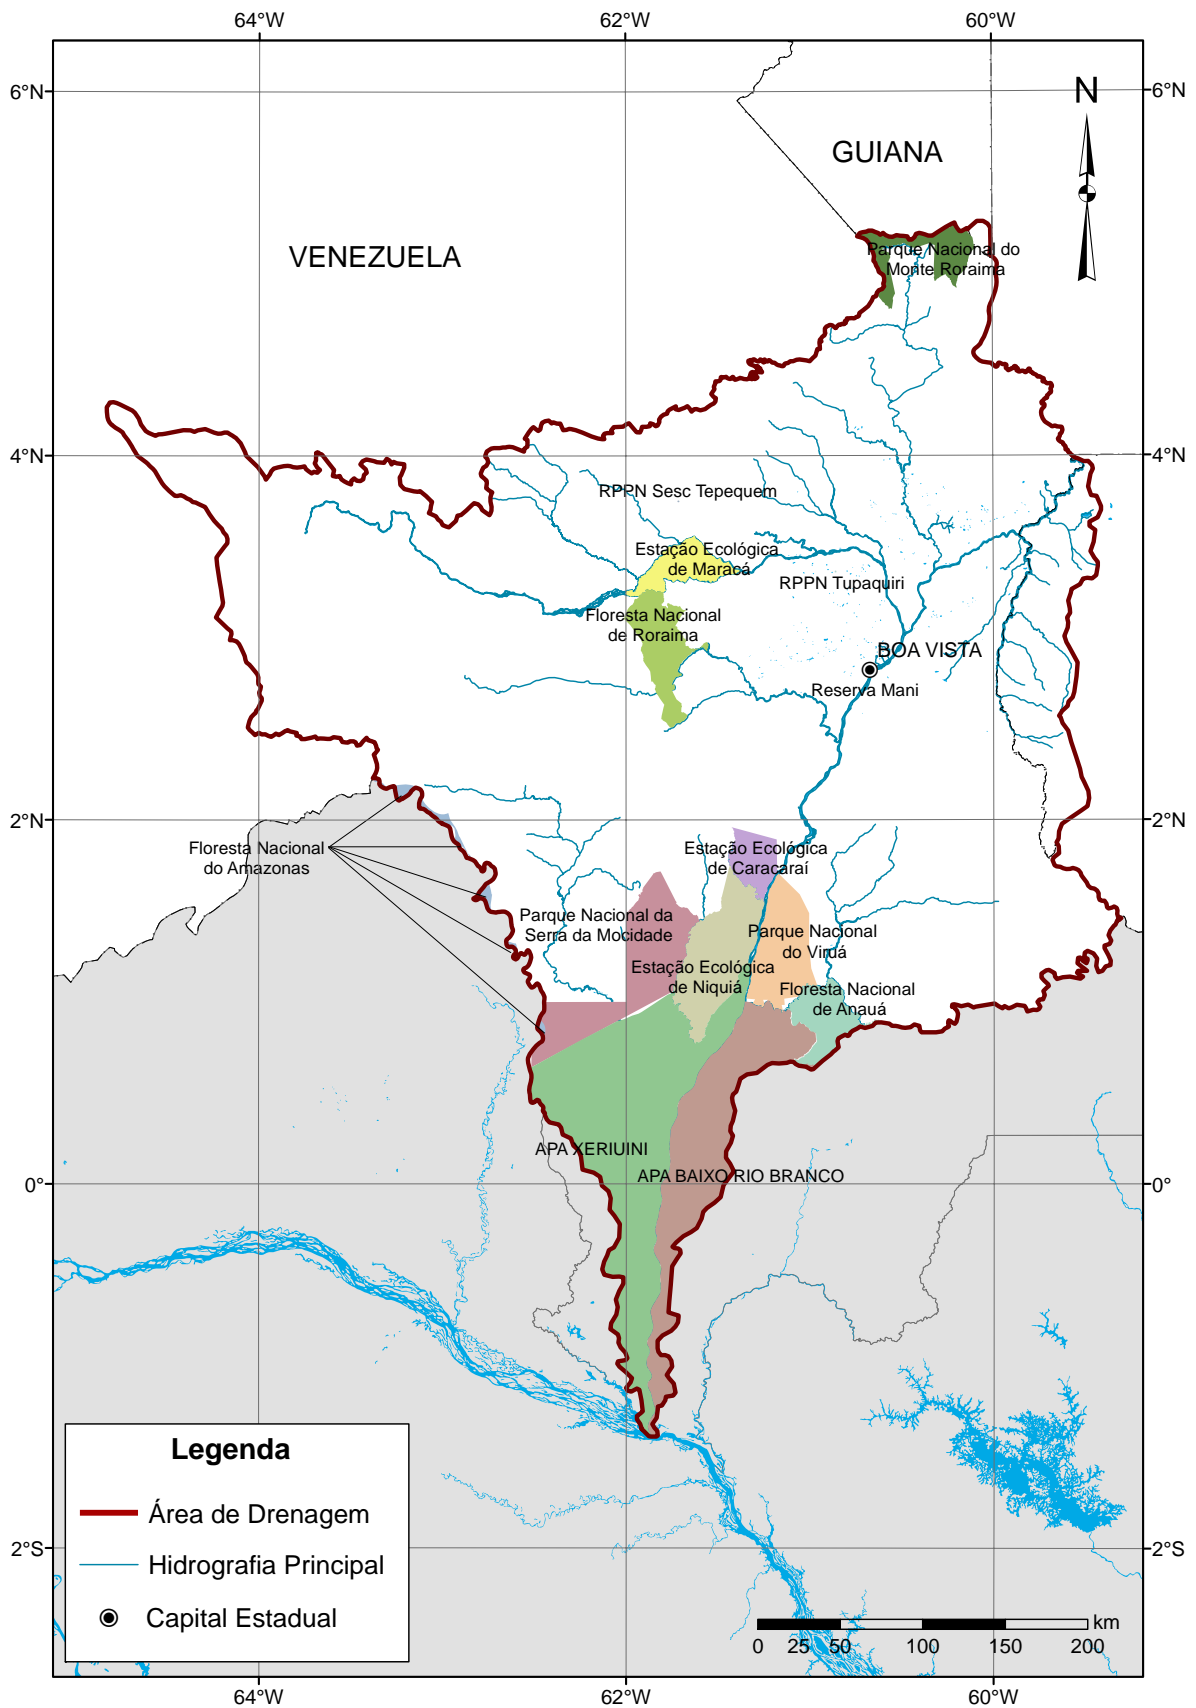 64°W
62°W
60°W
6°N
6°N
N
GUIANA
VENEZUELA
Parque Nacional do
Monte Roraima
4°N
4°N
RPPN Sesc Tepequem
Estação Ecológica
de Maracá
RPPN Tupaquiri
Floresta Nacional
de Roraima
BOA VISTA
Reserva Mani
2°N
2°N
Floresta Nacional
do Amazonas
Estação Ecológica
de Caracaraí
Parque Nacional da
Serra da Mocidade
Parque Nacional
do Viruá
Estação Ecológica
de Niquiá
Floresta Nacional
de Anauá
APA XERIUINI
APA BAIXO RIO BRANCO
0°
0°
Legenda
Área de Drenagem
Hidrografia Principal
Capital Estadual
2°S
2°S
km
0 25 50 100 150 200
64°W
62°W
60°W